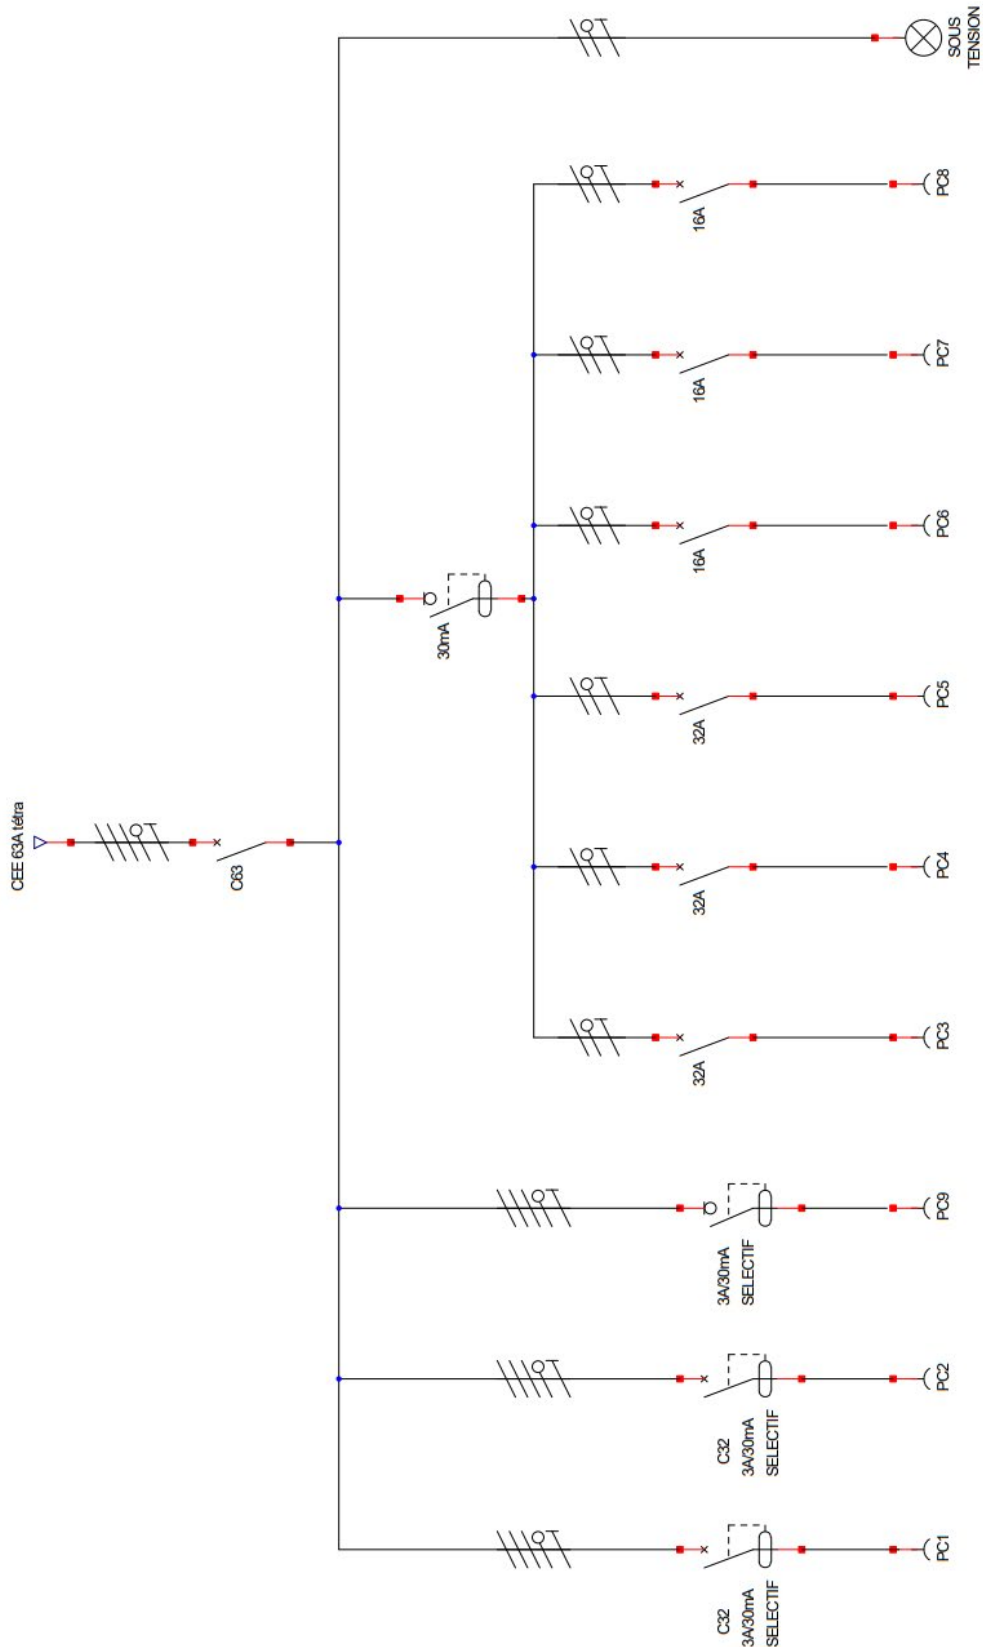 CEE 63A tétra
C63
30mA
C32
3A/30mA
SELECTIF
C32
3A/30mA
SELECTIF
3A/30mA
SELECTIF
32A
32A
32A
16A
16A
16A
PC1
PC2
PC9
PC3
PC4
PC5
PC6
PC7
PC8
SOUS
TENSION